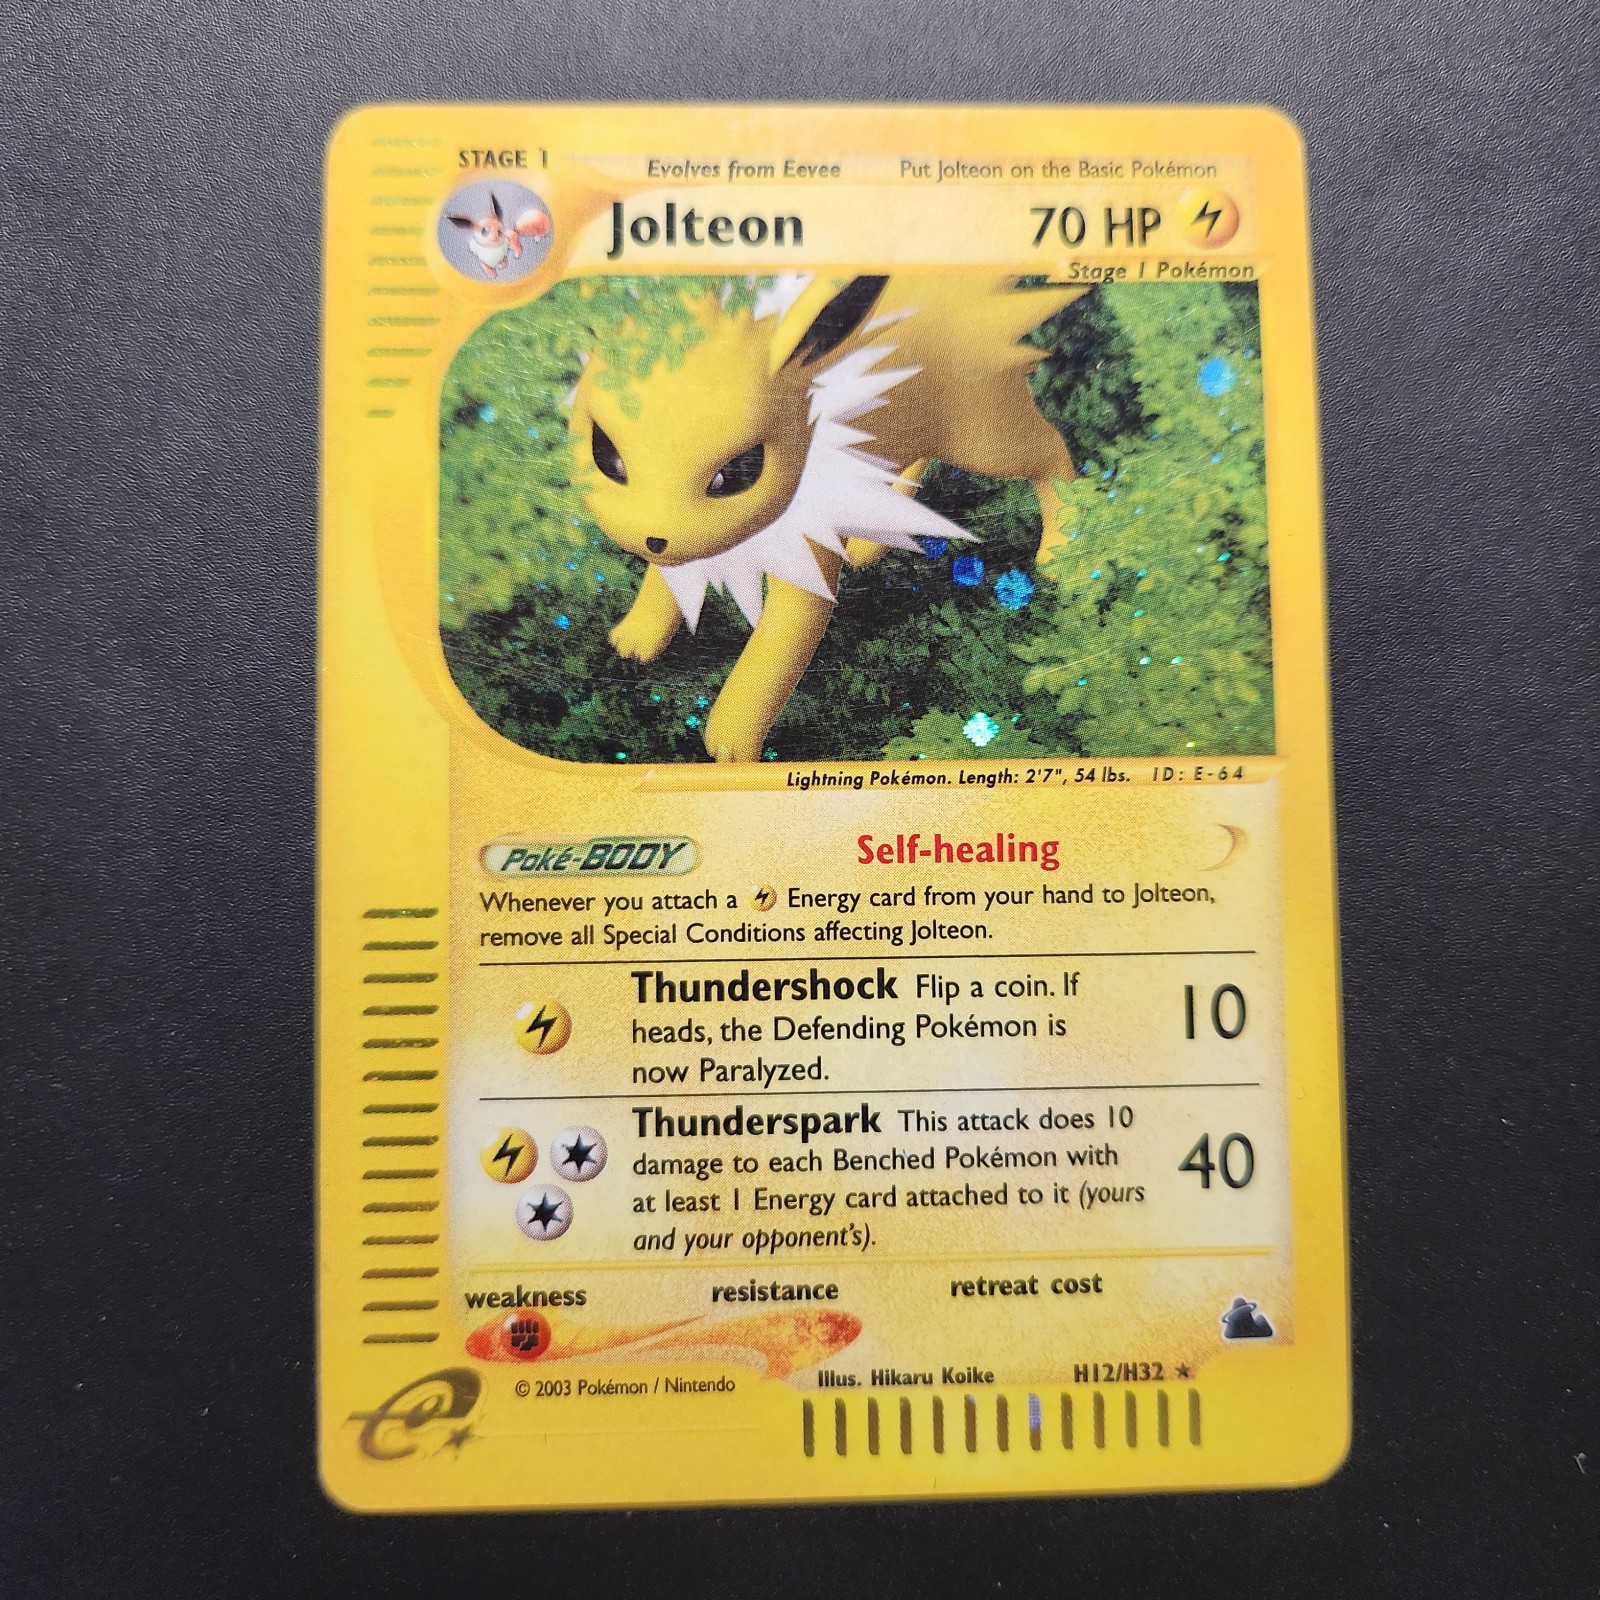 STAGE 1
Evolves from Eevee
Put Jolteon on the Basic Pokémon
Jolteon
70 HP
Stage 1 Pokémon
Lightning Pokémon. Length: 2'7", 54 lbs. ID: E-64
Poké-BODY
Self-healing
Whenever you attach a Energy card from your hand to Jolteon,
remove all Special Conditions affecting Jolteon.
Thundershock Flip a coin. If
heads, the Defending Pokémon is
now Paralyzed.
10
Thunderspark This attack does 10
damage to each Benched Pokémon with
at least 1 Energy card attached to it (yours
and your opponent's).
40
weakness
resistance
retreat cost
© 2003 Pokémon / Nintendo
Illus. Hikaru Koike
H12/H32 ★
e